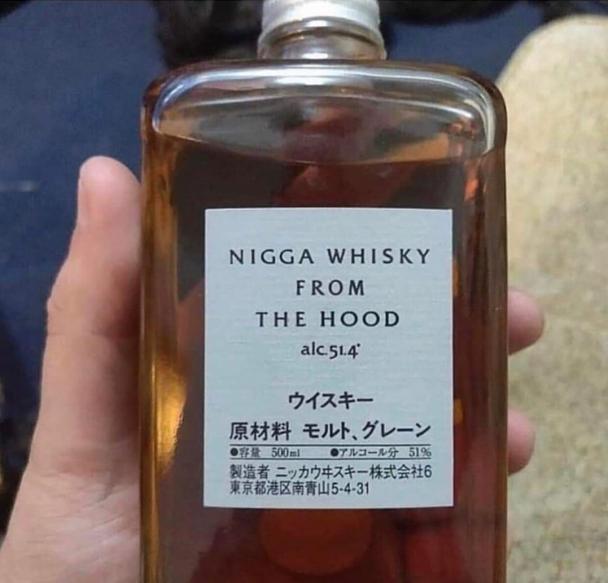 NIGGA WHISKY
FROM
THE HOOD
alc.51.4°
ウイスキー
原材料 モルト、グレーン
●容量 500ml ●アルコール分 51%
製造者 ニッカウヰスキー株式会社6
東京都港区南青山5-4-31